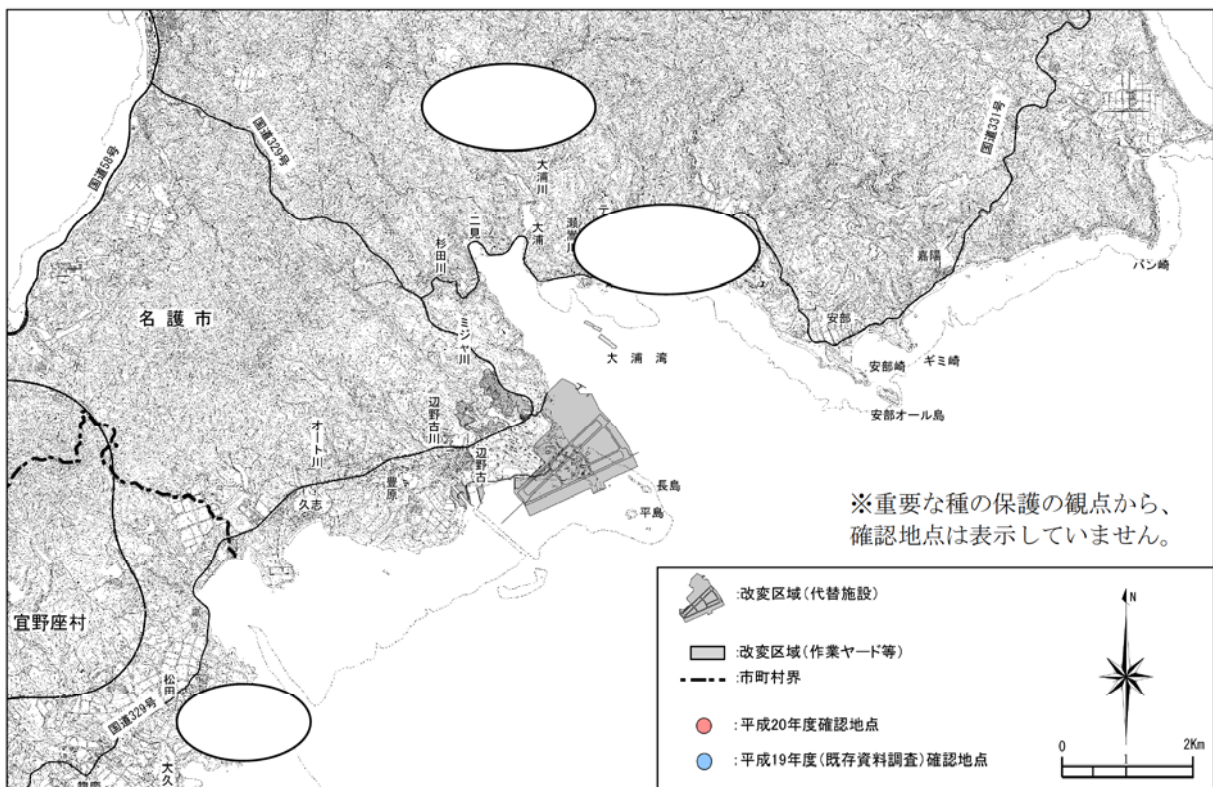 国道58号
国道329号
国道331号
大浦川
二見
大浦
杉田川
嘉陽
バン崎
名護市
ミジャ川
安部
大浦湾
安部崎
ギミ崎
安部オール島
辺野古川
オート川
辺野古
豊原
久志
長島
平島
※重要な種の保護の観点から、
確認地点は表示していません。
:改変区域(代替施設)
N
:改変区域(作業ヤード等)
:市町村界
:平成20年度確認地点
:平成19年度(既存資料調査)確認地点
0 1 2Km
宜野座村
松田
国道329号
大久